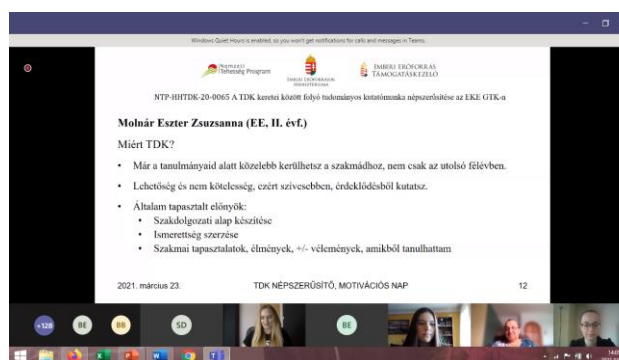 Windows Quiet Hours is enabled, so you won't get notifications for calls and messages in Teams.
Nemzeti
Tehetség Program
EMBERI ERŐFORRÁSOK
MINISZTÉRIUMA
EMBERI ERŐFORRÁS
TÁMOGATÁSKEZELŐ
NTP-HHTDK-20-0065 A TDK keretei között folyó tudományos kutatómunka népszerűsítése az EKE GTK-n
Molnár Eszter Zsuzsanna (EE, II. évf.)
Miért TDK?
• Már a tanulmányaid alatt közelebb kerülhetsz a szakmádhoz, nem csak az utolsó félévben.
• Lehetőség és nem kötelesség, ezért szívesebben, érdeklődésből kutatsz.
• Általam tapasztalt előnyök:
• Szakdolgozati alap készítése
• Ismerettség szerzése
• Szakmai tapasztalatok, élmények, +/- vélemények, amikből tanulhattam
2021. március 23.
TDK NÉPSZERŰSÍTŐ, MOTIVÁCIÓS NAP
12
+128
BE
BB
SD
BE